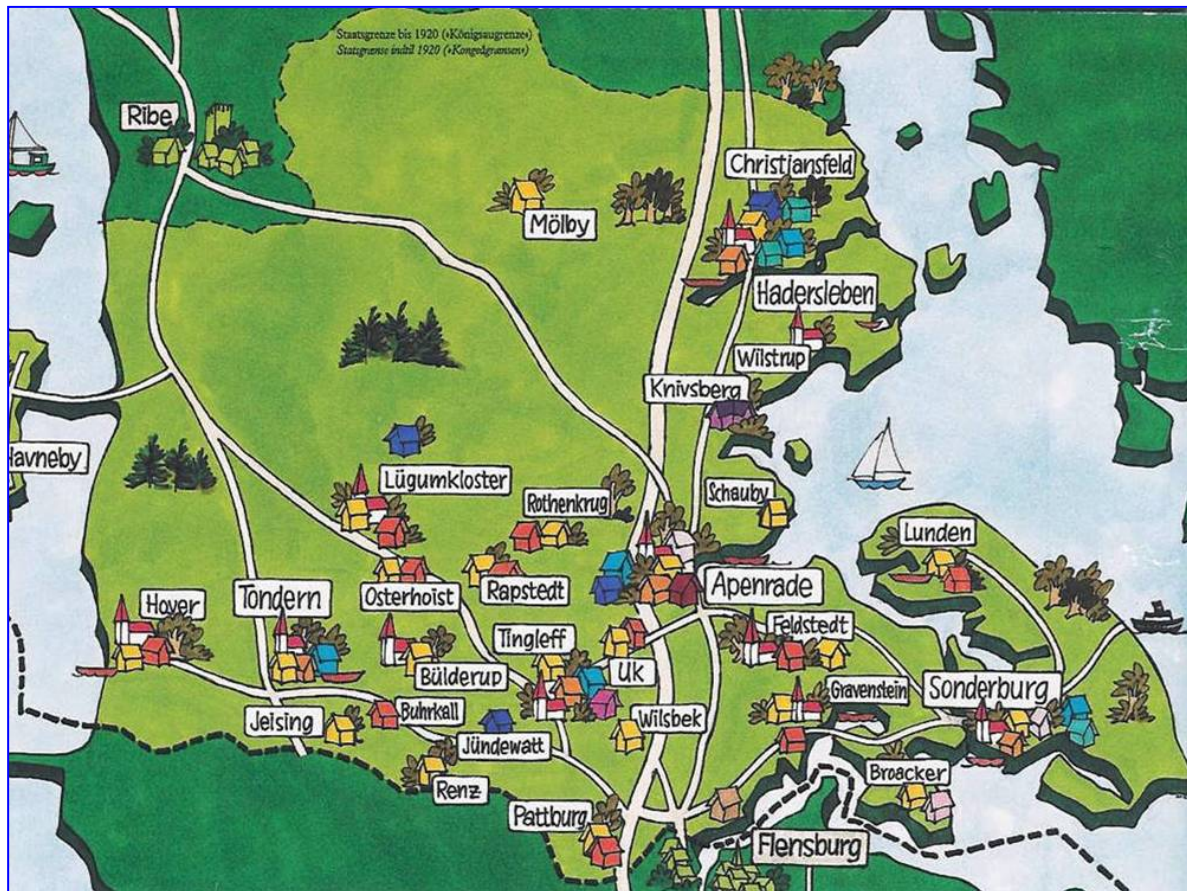 Staatsgrenze bis 1920 (›Königsaugrenze‹)
Statsgrænse indtil 1920 (›Kongeågrænsen‹)
Ribe
Christiansfeld
Mölby
Hadersleben
Wilstrup
Knivsberg
Havneby
Lügumkloster
Rothenkrug
Schauby
Lunden
Apenrade
Hoyer
Tondern
Osterhoist
Rapstedt
Tingleff
Feldstedt
Bülderup
Uk
Gravenstein
Sonderburg
Jeising
Buhrkall
Wilsbek
Jündewatt
Renz
Broacker
Pattburg
Flensburg